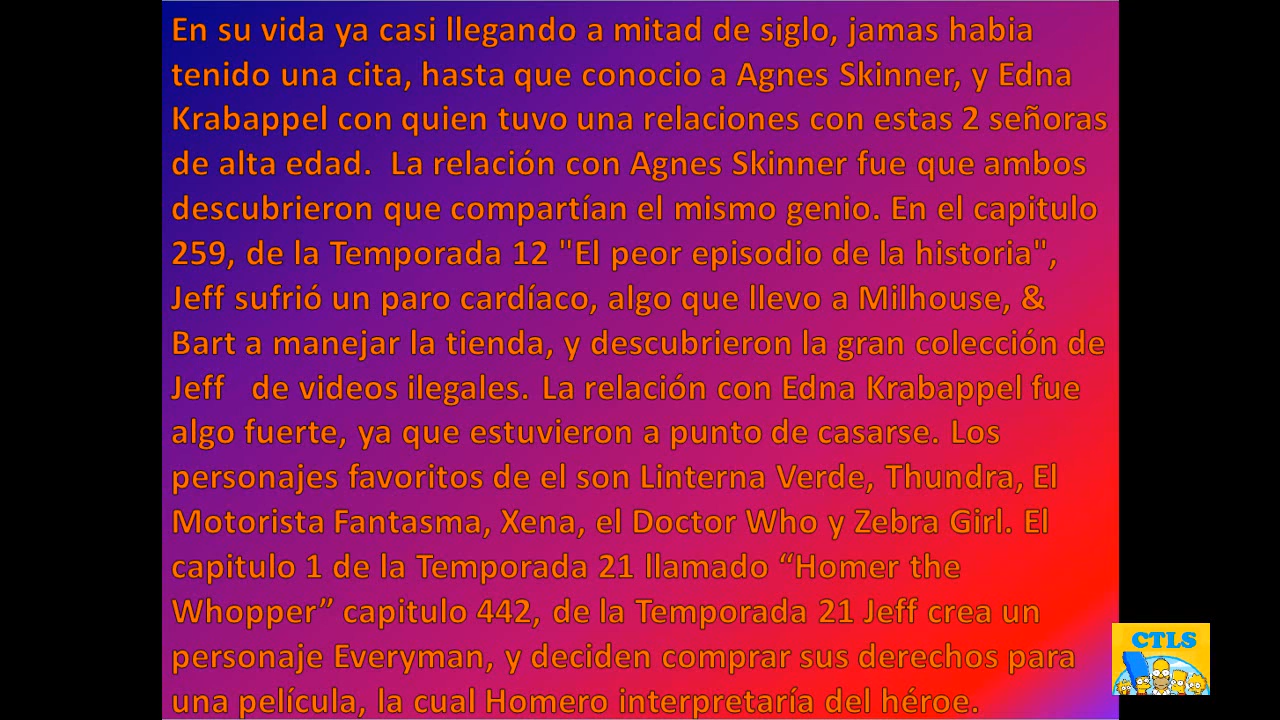 En su vida ya casi llegando a mitad de siglo, jamas habia
tenido una cita, hasta que conocio a Agnes Skinner, y Edna
Krabappel con quien tuvo una relaciones con estas 2 señoras
de alta edad.  La relación con Agnes Skinner fue que ambos
descubrieron que compartían el mismo genio. En el capitulo
259, de la Temporada 12 "El peor episodio de la historia",
Jeff sufrió un paro cardíaco, algo que llevo a Milhouse, &
Bart a manejar la tienda, y descubrieron la gran colección de
Jeff   de videos ilegales. La relación con Edna Krabappel fue
algo fuerte, ya que estuvieron a punto de casarse. Los
personajes favoritos de el son Linterna Verde, Thundra, El
Motorista Fantasma, Xena, el Doctor Who y Zebra Girl. El
capitulo 1 de la Temporada 21 llamado “Homer the
Whopper” capitulo 442, de la Temporada 21 Jeff crea un
personaje Everyman, y deciden comprar sus derechos para
una película, la cual Homero interpretaría del héroe.
CTLS